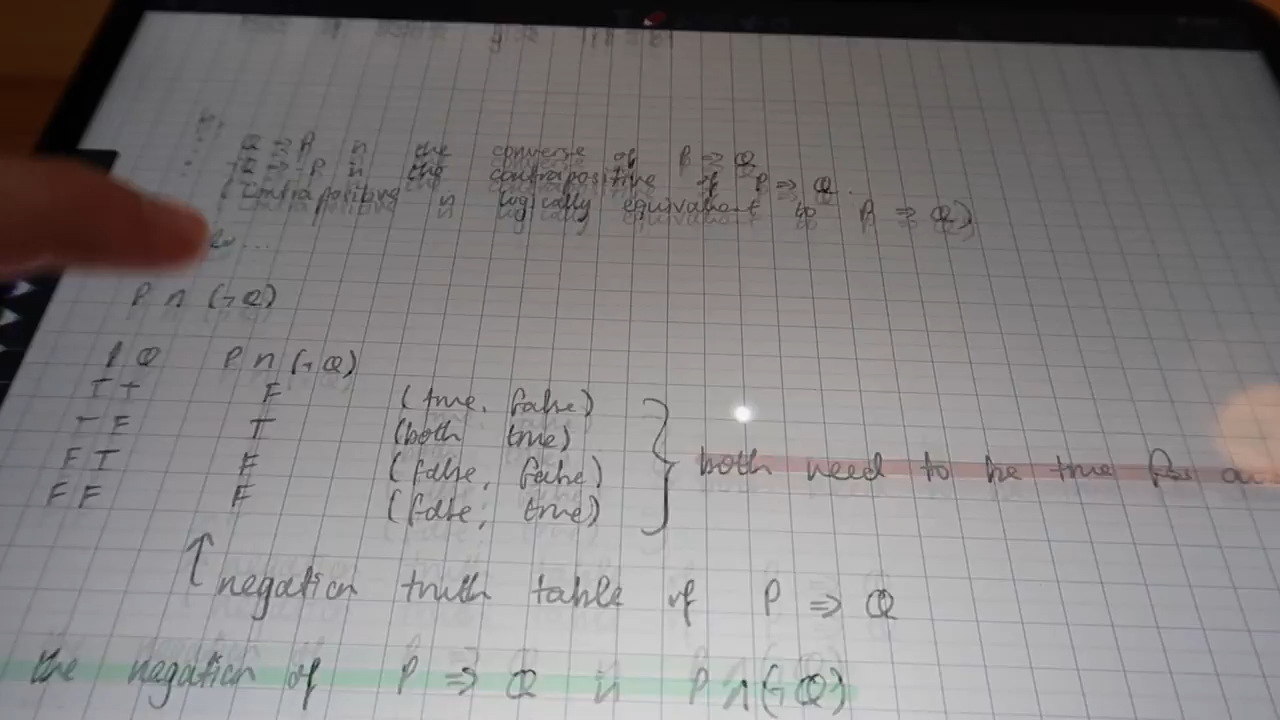 Q ⇒ P is the converse of P ⇒ Q
¬Q ⇒ ¬P is the contrapositive of P ⇒ Q.
(Contrapositive is logically equivalent to P ⇒ Q)
P ∧ (¬Q)
P Q P ∧ (¬Q)
T T F (true, false)
T F T (both true)
F T F (false, false)
F F F (false, true)
both need to be true for
↑ negation truth table of P ⇒ Q
the negation of P ⇒ Q is P ∧ (¬Q)